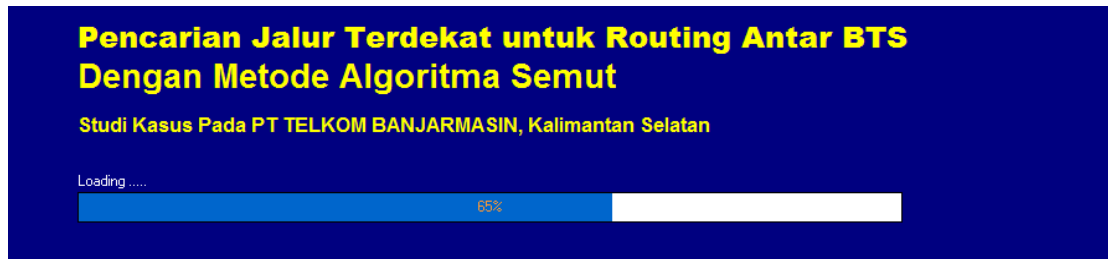 Pencarian Jalur Terdekat untuk Routing Antar BTS
Dengan Metode Algoritma Semut
Studi Kasus Pada PT TELKOM BANJARMASIN, Kalimantan Selatan
Loading .....
65%